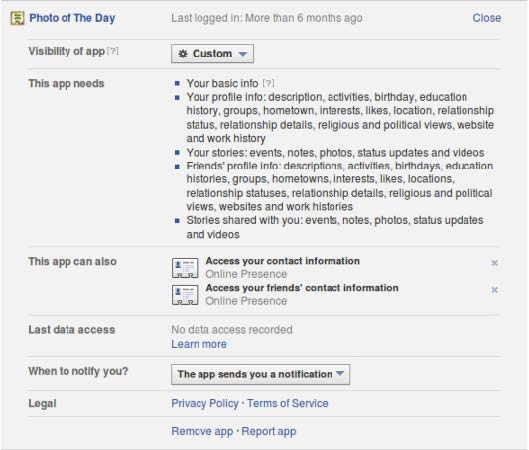 Photo of The Day Last logged in: More than 6 months ago Close
Visibility of app [?] Custom
This app needs Your basic info [?]
Your profile info: description, activities, birthday, education
history, groups, hometown, interests, likes, location, relationship
status, relationship details, religious and political views, website
and work history
Your stories: events, notes, photos, status updates and videos
Friends' profile info: descriptions, activities, birthdays, education
histories, groups, hometowns, interests, likes, locations,
relationship statuses, relationship details, religious and political
views, websites and work histories
Stories shared with you: events, notes, photos, status updates
and videos
This app can also Access your contact information ×
Online Presence
Access your friends' contact information ×
Online Presence
Last data access No data access recorded
Learn more
When to notify you? The app sends you a notification
Legal Privacy Policy · Terms of Service
Remove app · Report app